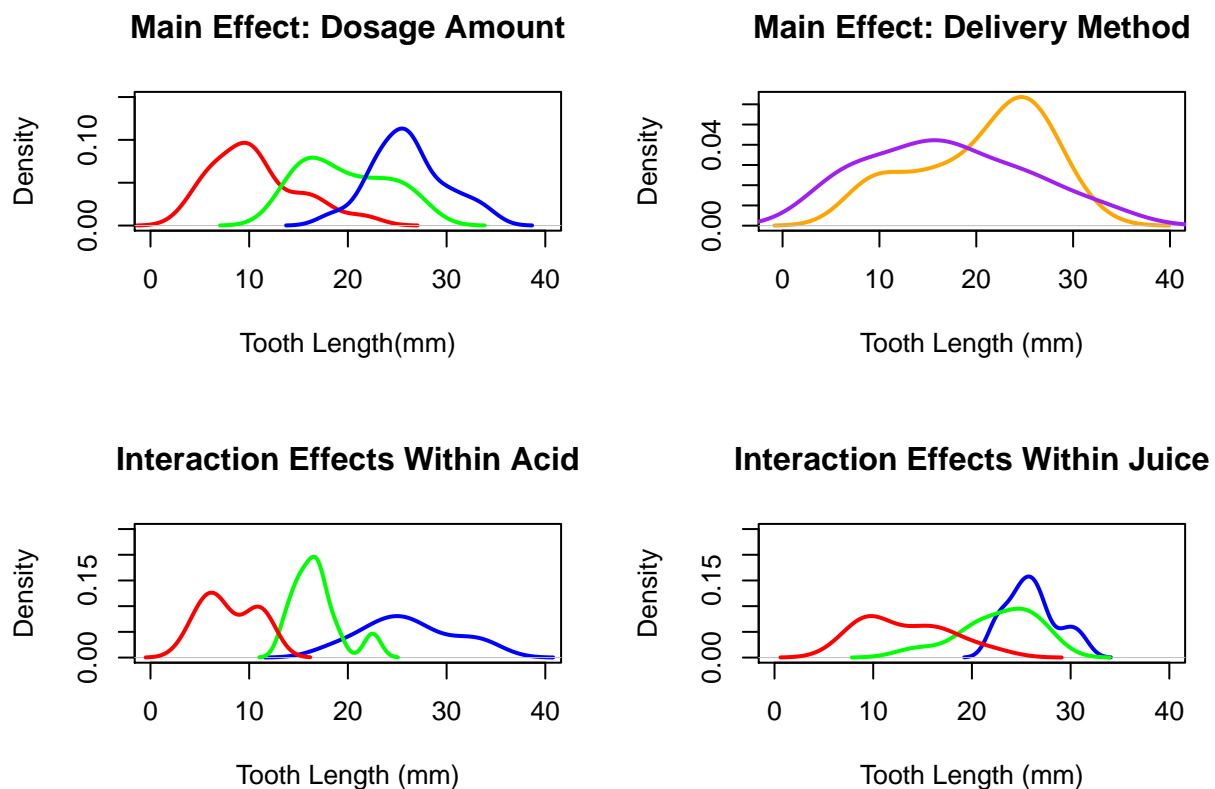 Main Effect: Dosage Amount
Density
0.00
0.10
0
10
20
30
40
Tooth Length(mm)
Main Effect: Delivery Method
Density
0.00
0.04
0
10
20
30
40
Tooth Length (mm)
Interaction Effects Within Acid
Density
0.00
0.15
0
10
20
30
40
Tooth Length (mm)
Interaction Effects Within Juice
Density
0.00
0.15
0
10
20
30
40
Tooth Length (mm)